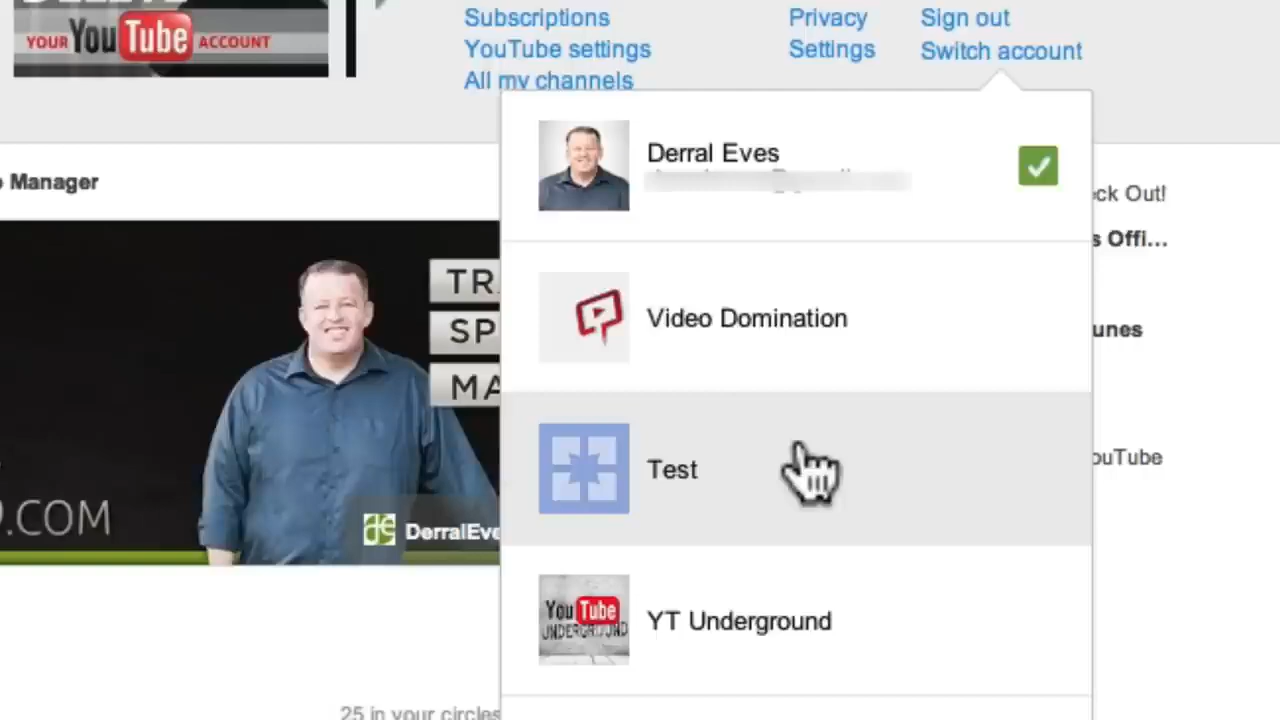 YOUR YouTube ACCOUNT
Subscriptions
YouTube settings
All my channels
Privacy
Settings
Sign out
Switch account
Manager
Derral Eves
Video Domination
Test
YT Underground
YouTube
UNDERGROUND
ck Out!
s Offi...
unes
ouTube
TR
SP
MA
.COM
de DerralEve
25 in your circles